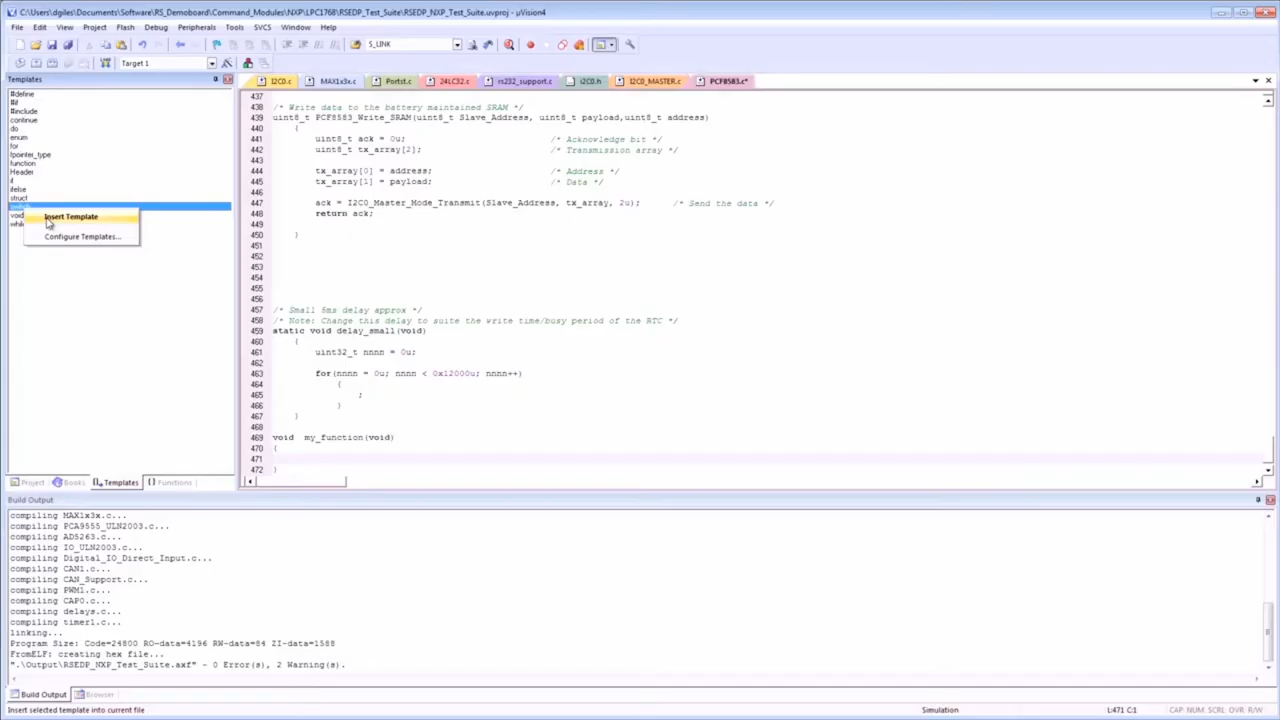 C:\Users\dgiles\Documents\Software\RS_Demoboard\Command_Modules\NXP\LPC1768\RSEDP_Test_Suite\RSEDP_NXP_Test_Suite.uvproj - µVision4
File Edit View Project Flash Debug Peripherals Tools SVCS Window Help
S_LINK
Target 1
Templates
I2C0.c MAX1x3x.c Portst.c 24LC32.c rs232_support.c i2C0.h I2C0_MASTER.c PCF8583.c*
#define
#if
#include
continue
do
enum
for
fpointer_type
function
Header
if
ifelse
struct
void
while
Insert Template
Configure Templates...
437
438 /* Write data to the battery maintained SRAM */
439 uint8_t PCF8583_Write_SRAM(uint8_t Slave_Address, uint8_t payload,uint8_t address)
440 {
441 uint8_t ack = 0u; /* Acknowledge bit */
442 uint8_t tx_array[2]; /* Transmission array */
443
444 tx_array[0] = address; /* Address */
445 tx_array[1] = payload; /* Data */
446
447 ack = I2C0_Master_Mode_Transmit(Slave_Address, tx_array, 2u); /* Send the data */
448 return ack;
449
450 }
451
452
453
454
455
456
457 /* Small 6ms delay approx */
458 /* Note: Change this delay to suite the write time/busy period of the RTC */
459 static void delay_small(void)
460 {
461 uint32_t nnnn = 0u;
462
463 for(nnnn = 0u; nnnn < 0x12000u; nnnn++)
464 {
465 ;
466 }
467 }
468
469 void my_function(void)
470 {
471
472 }
Project Books Templates Functions
Build Output
compiling MAX1x3x.c...
compiling PCA9555_ULN2003.c...
compiling AD5263.c...
compiling IO_ULN2003.c...
compiling Digital_IO_Direct_Input.c...
compiling CAN1.c...
compiling CAN_Support.c...
compiling PWM1.c...
compiling CAP0.c...
compiling delays.c...
compiling timer1.c...
linking...
Program Size: Code=24800 RO-data=4196 RW-data=84 ZI-data=1588
FromELF: creating hex file...
".\Output\RSEDP_NXP_Test_Suite.axf" - 0 Error(s), 2 Warning(s).
Build Output Browser
Insert selected template into current file Simulation L:471 C:1 CAP NUM SCRL OVR R/W